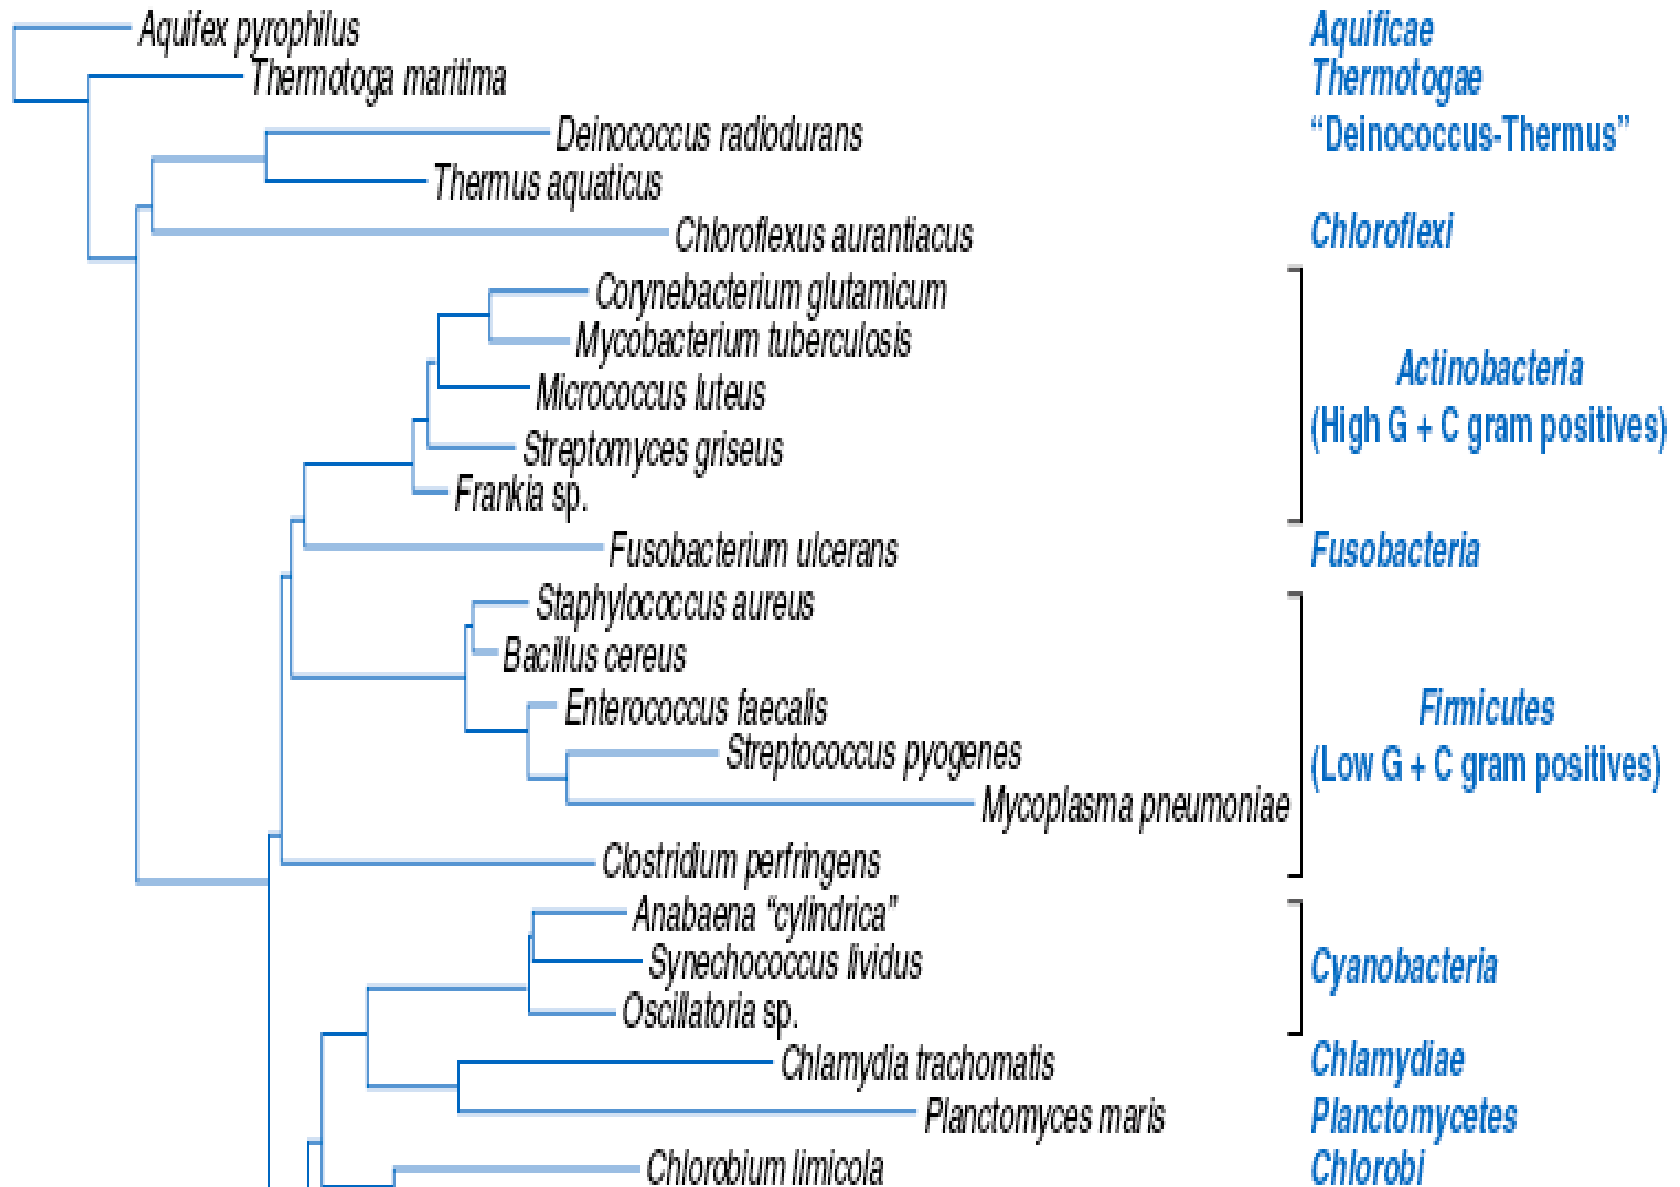 Aquifex pyrophilus Aquificae
Thermotoga maritima Thermotogae
Deinococcus radiodurans “Deinococcus-Thermus”
Thermus aquaticus
Chloroflexus aurantiacus Chloroflexi
Corynebacterium glutamicum
Mycobacterium tuberculosis
Actinobacteria
Micrococcus luteus
(High G + C gram positives)
Streptomyces griseus
Frankia sp.
Fusobacterium ulcerans Fusobacteria
Staphylococcus aureus
Bacillus cereus
Enterococcus faecalis Firmicutes
Streptococcus pyogenes
(Low G + C gram positives)
Mycoplasma pneumoniae
Clostridium perfringens
Anabaena “cylindrica”
Synechococcus lividus Cyanobacteria
Oscillatoria sp.
Chlamydia trachomatis Chlamydiae
Planctomyces maris Planctomycetes
Chlorobium limicola Chlorobi